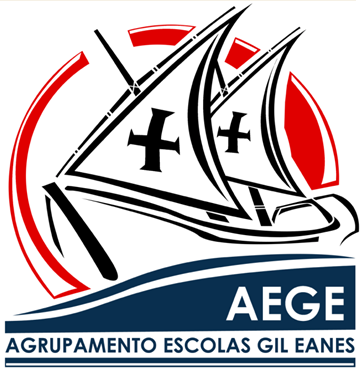 AEGE
AGRUPAMENTO ESCOLAS GIL EANES